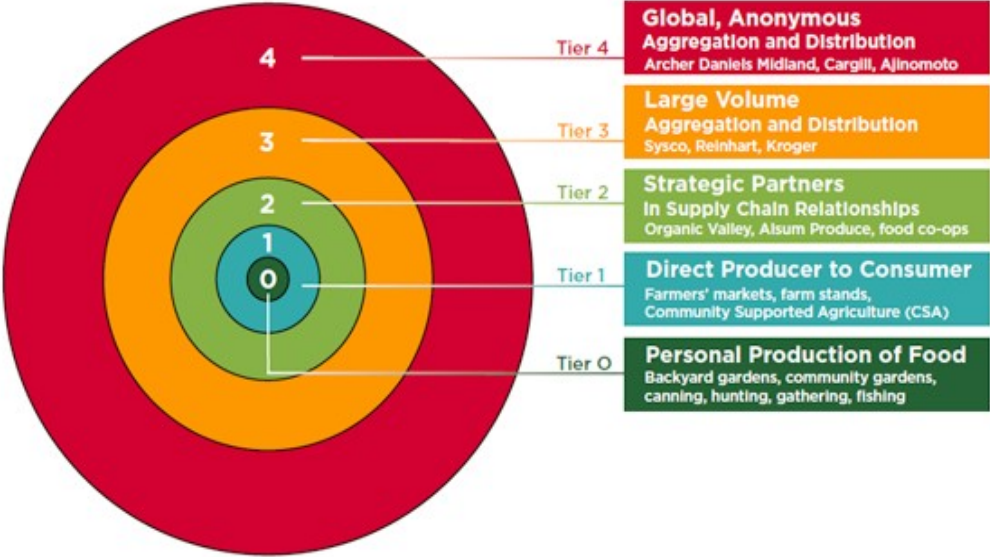 4
Tier 4
Global, Anonymous
Aggregation and Distribution
Archer Daniels Midland, Cargill, Ajinomoto
3
Tier 3
Large Volume
Aggregation and Distribution
Sysco, Reinhart, Kroger
2
Tier 2
Strategic Partners
In Supply Chain Relationships
Organic Valley, Alsum Produce, food co-ops
1
Tier 1
Direct Producer to Consumer
Farmers' markets, farm stands,
Community Supported Agriculture (CSA)
0
Tier 0
Personal Production of Food
Backyard gardens, community gardens,
canning, hunting, gathering, fishing